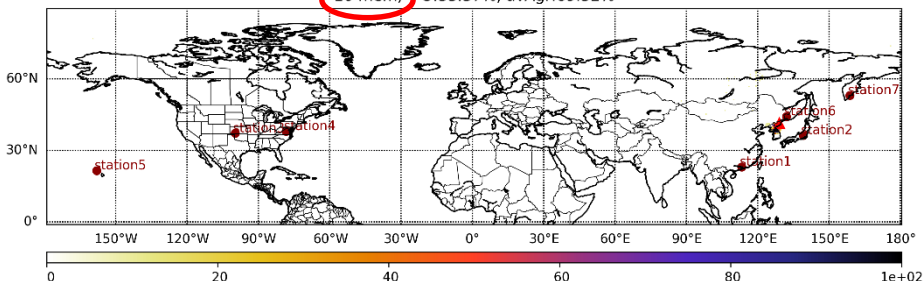 station7
60°N
station6
station4
station2
30°N
station5
station1
0°
150°W 120°W 90°W 60°W 30°W 0° 30°E 60°E 90°E 120°E 150°E 180°
0 20 40 60 80 1e+02